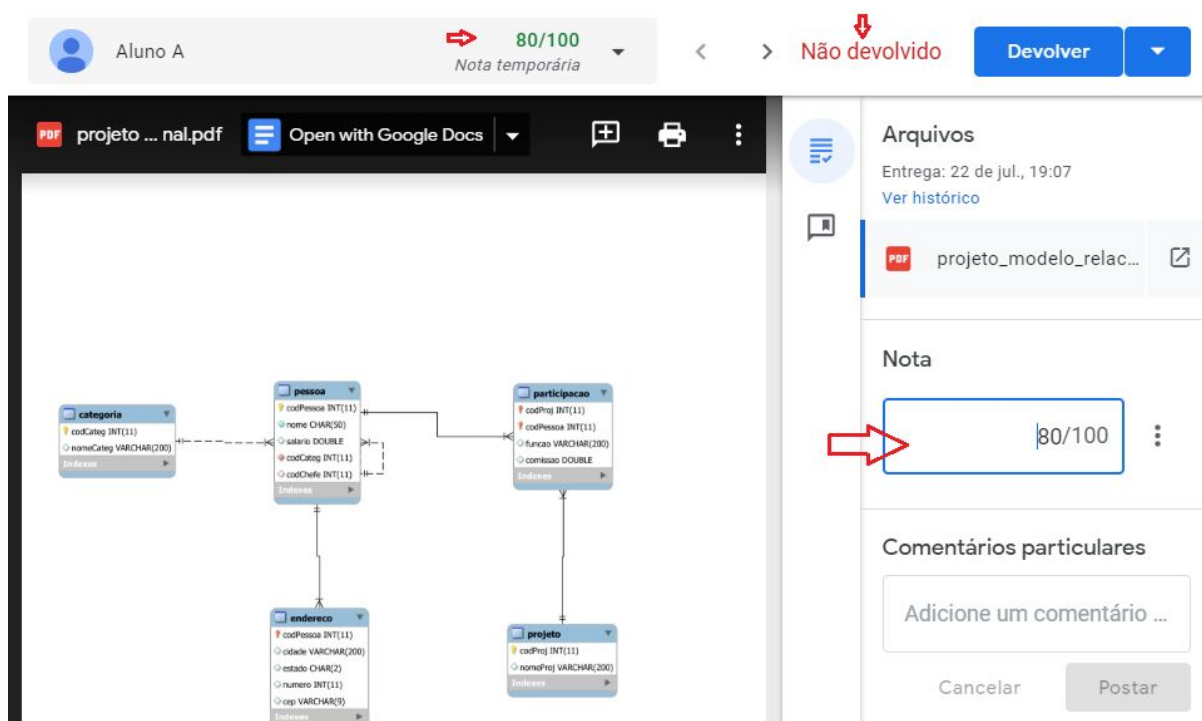 Aluno A
80/100
Nota temporária
Não devolvido
Devolver
PDF projeto ... nal.pdf
Open with Google Docs
Arquivos
Entrega: 22 de jul., 19:07
Ver histórico
PDF projeto_modelo_relac...
Nota
80/100
Comentários particulares
Adicione um comentário ...
Cancelar
Postar
categoria
codCateg INT(11)
nomeCateg VARCHAR(200)
Indexes
pessoa
codPessoa INT(11)
nome CHAR(50)
salario DOUBLE
codCateg INT(11)
codChefe INT(11)
Indexes
participacao
codProj INT(11)
codPessoa INT(11)
funcao VARCHAR(200)
comissao DOUBLE
Indexes
endereco
codPessoa INT(11)
cidade VARCHAR(200)
estado CHAR(2)
numero INT(11)
cep VARCHAR(9)
Indexes
projeto
codProj INT(11)
nomeProj VARCHAR(200)
Indexes